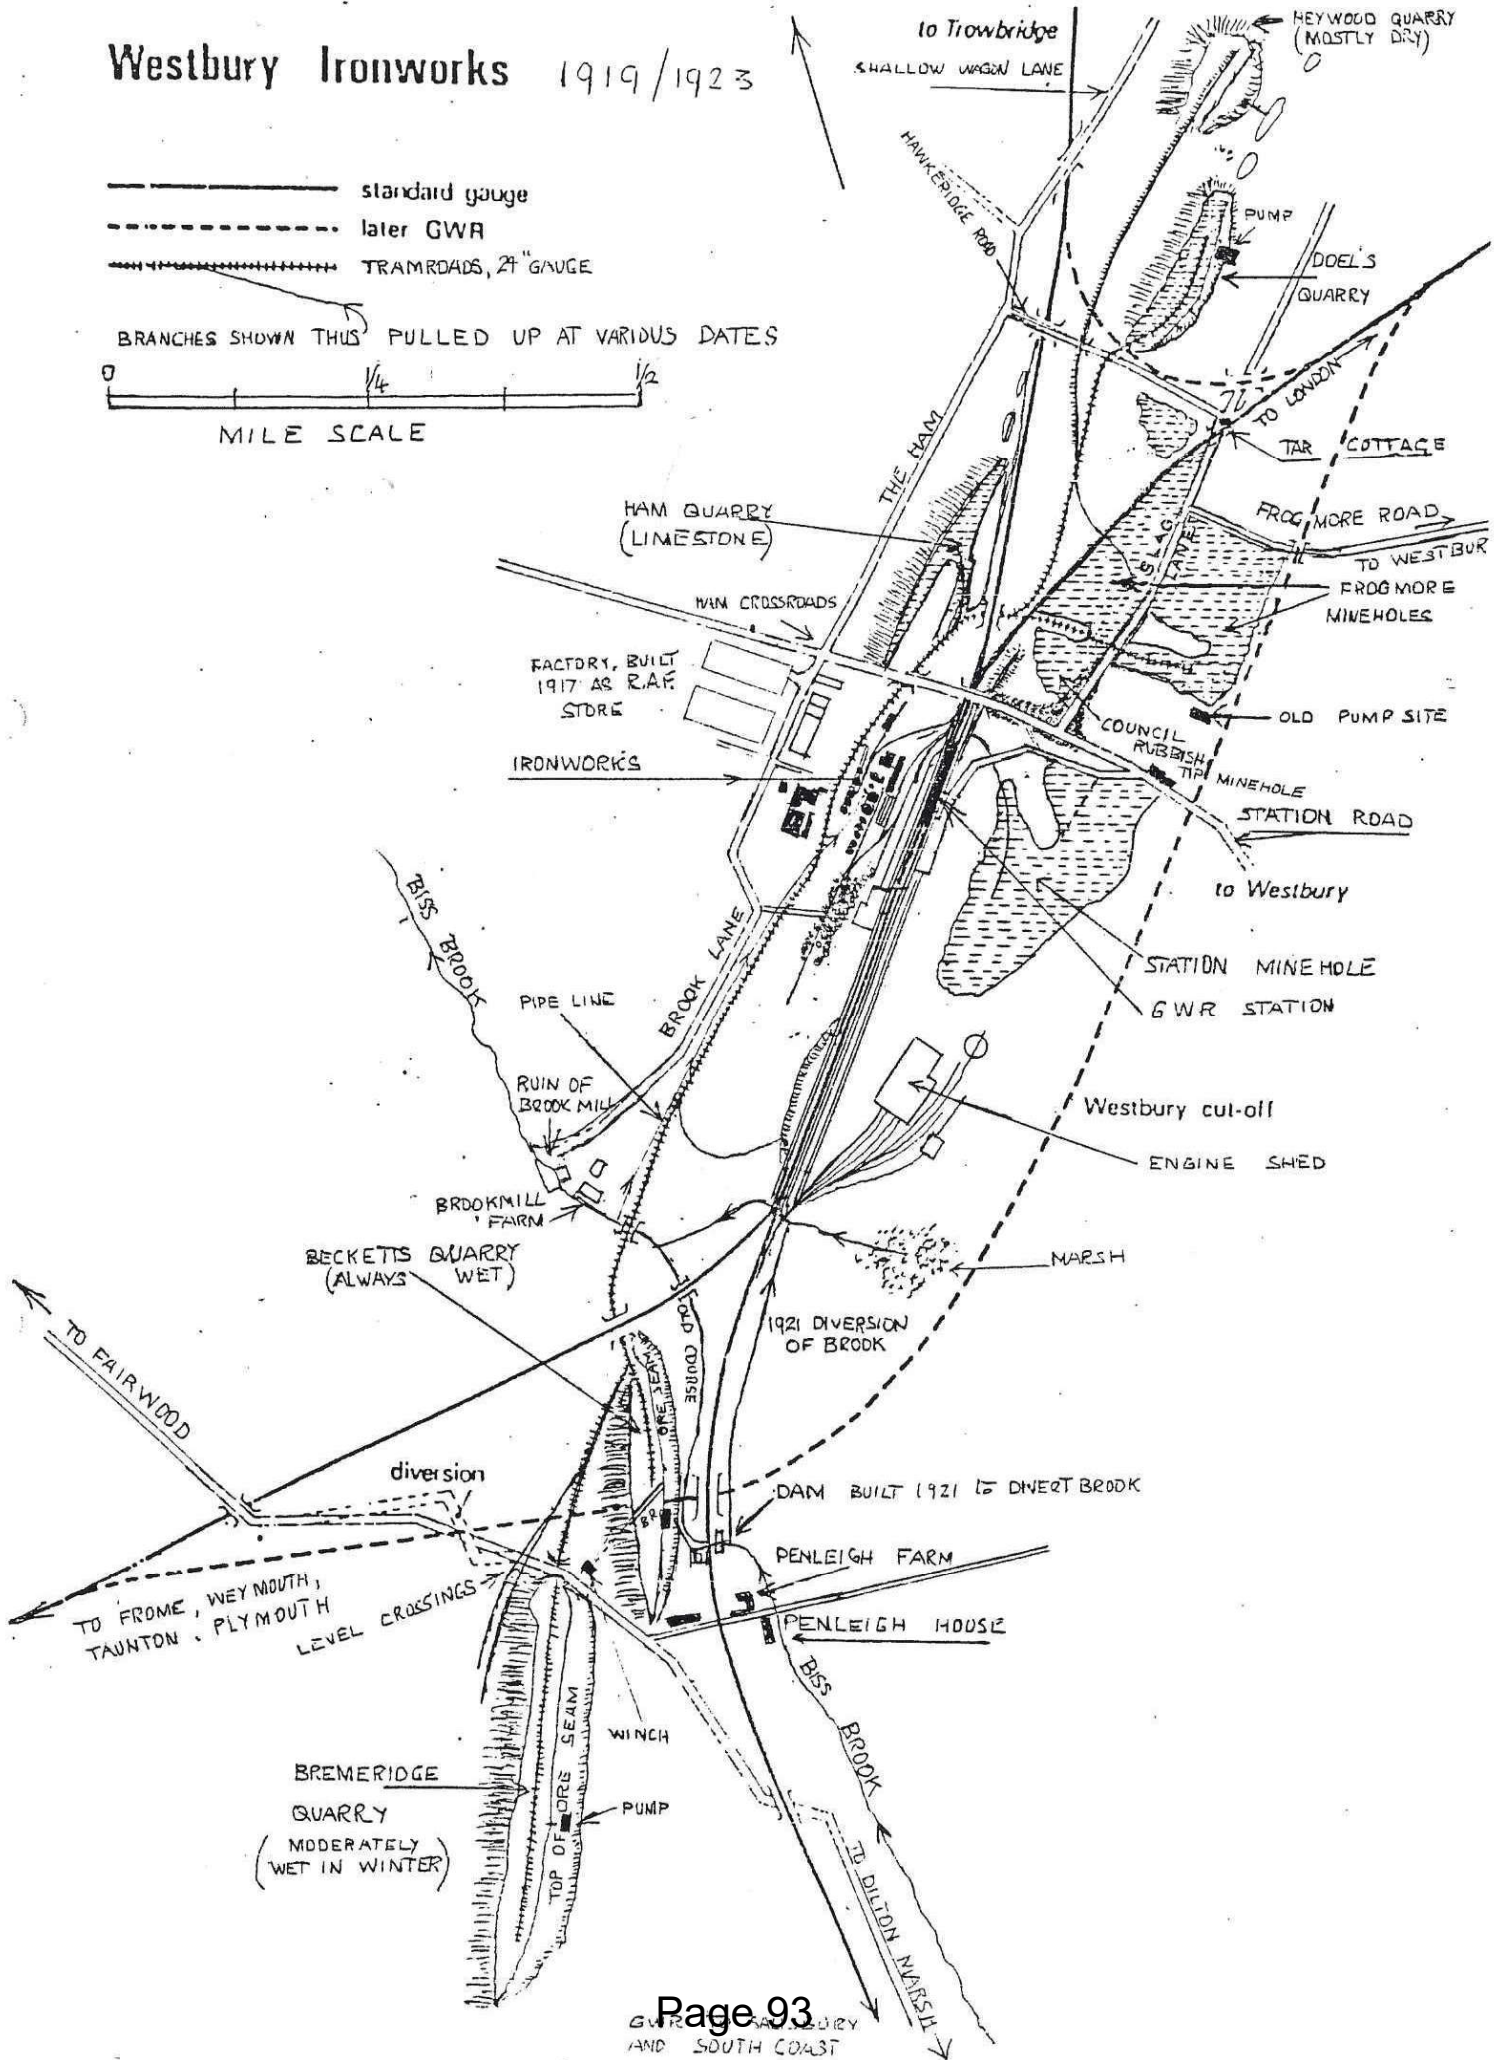 Westbury Ironworks 1919/1923
to Trowbridge
SHALLOW WAGON LANE
HEYWOOD QUARRY
(MOSTLY DRY)
standard gauge
later GWR
TRAMROADS, 24" GAUGE
BRANCHES SHOWN THUS PULLED UP AT VARIOUS DATES
0 1/4 1/2
MILE SCALE
HAWKERIDGE ROAD
PUMP
DOEL'S
QUARRY
TO LONDON
TAR COTTAGE
THE HAM
HAM QUARRY
(LIMESTONE)
SLAG
LANE
FROGMORE ROAD
TO WESTBUR
FROGMORE
MINEHOLES
HAM CROSSROADS
FACTORY, BUILT
1917 AS R.A.F.
STORE
OLD PUMP SITE
COUNCIL
RUBBISH
TIP
MINEHOLE
IRONWORKS
STATION ROAD
to Westbury
BISS BROOK
BROOK LANE
STATION MINEHOLE
GWR STATION
PIPE LINE
RUIN OF
BROOK MILL
Westbury cut-off
ENGINE SHED
BROOKMILL
FARM
BECKETTS QUARRY
(ALWAYS WET)
MARSH
OLD COURSE
1921 DIVERSION
OF BROOK
ORE SEAM
TO FAIRWOOD
diversion
DAM BUILT 1921 to DIVERT BROOK
PENLEIGH FARM
PENLEIGH HOUSE
TO FROME, WEYMOUTH,
TAUNTON. PLYMOUTH
LEVEL CROSSINGS
BISS BROOK
WINCH
TOP OF ORE SEAM
BREMERIDGE
QUARRY
(MODERATELY
WET IN WINTER)
PUMP
TO DILTON MARSH
Page 93
GWR TO SALISBURY
AND SOUTH COAST